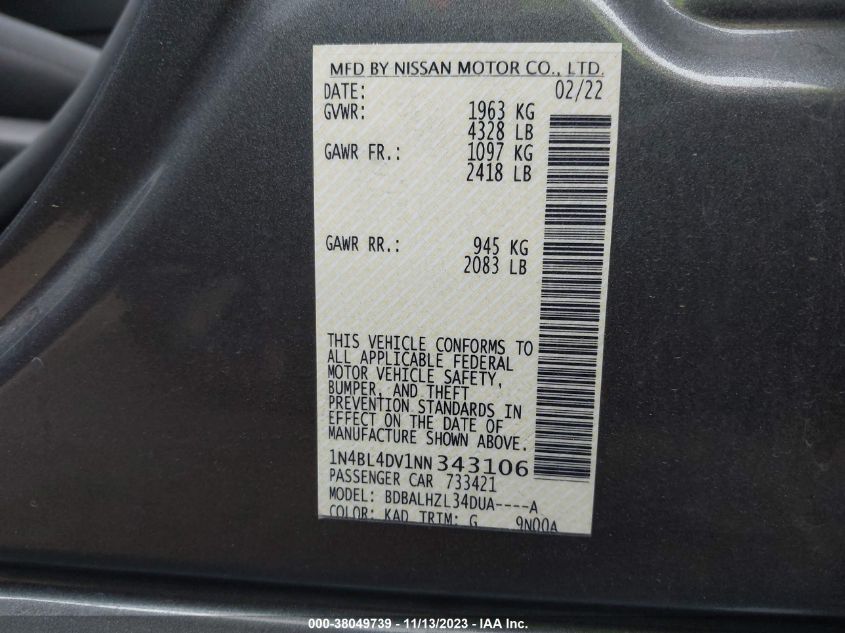 MFD BY NISSAN MOTOR CO., LTD.
DATE: 02/22
GVWR: 1963 KG
4328 LB
GAWR FR.: 1097 KG
2418 LB
GAWR RR.: 945 KG
2083 LB
THIS VEHICLE CONFORMS TO
ALL APPLICABLE FEDERAL
MOTOR VEHICLE SAFETY,
BUMPER, AND THEFT
PREVENTION STANDARDS IN
EFFECT ON THE DATE OF
MANUFACTURE SHOWN ABOVE.
1N4BL4DV1NN343106
PASSENGER CAR 733421
MODEL: BDBALHZL34DUA----A
COLOR: KAD TRIM: G 9N00A
000-38049739 - 11/13/2023 - IAA Inc.